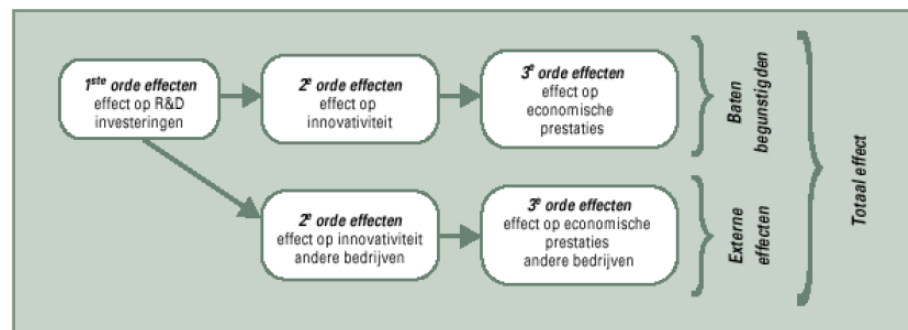 1ste orde effecten
effect op R&D
investeringen
2e orde effecten
effect op
innovativiteit
3e orde effecten
effect op
economische
prestaties
Baten
begunstigden
2e orde effecten
effect op innovativiteit
andere bedrijven
3e orde effecten
effect op economische
prestaties
andere bedrijven
Externe
effecten
Totaal effect